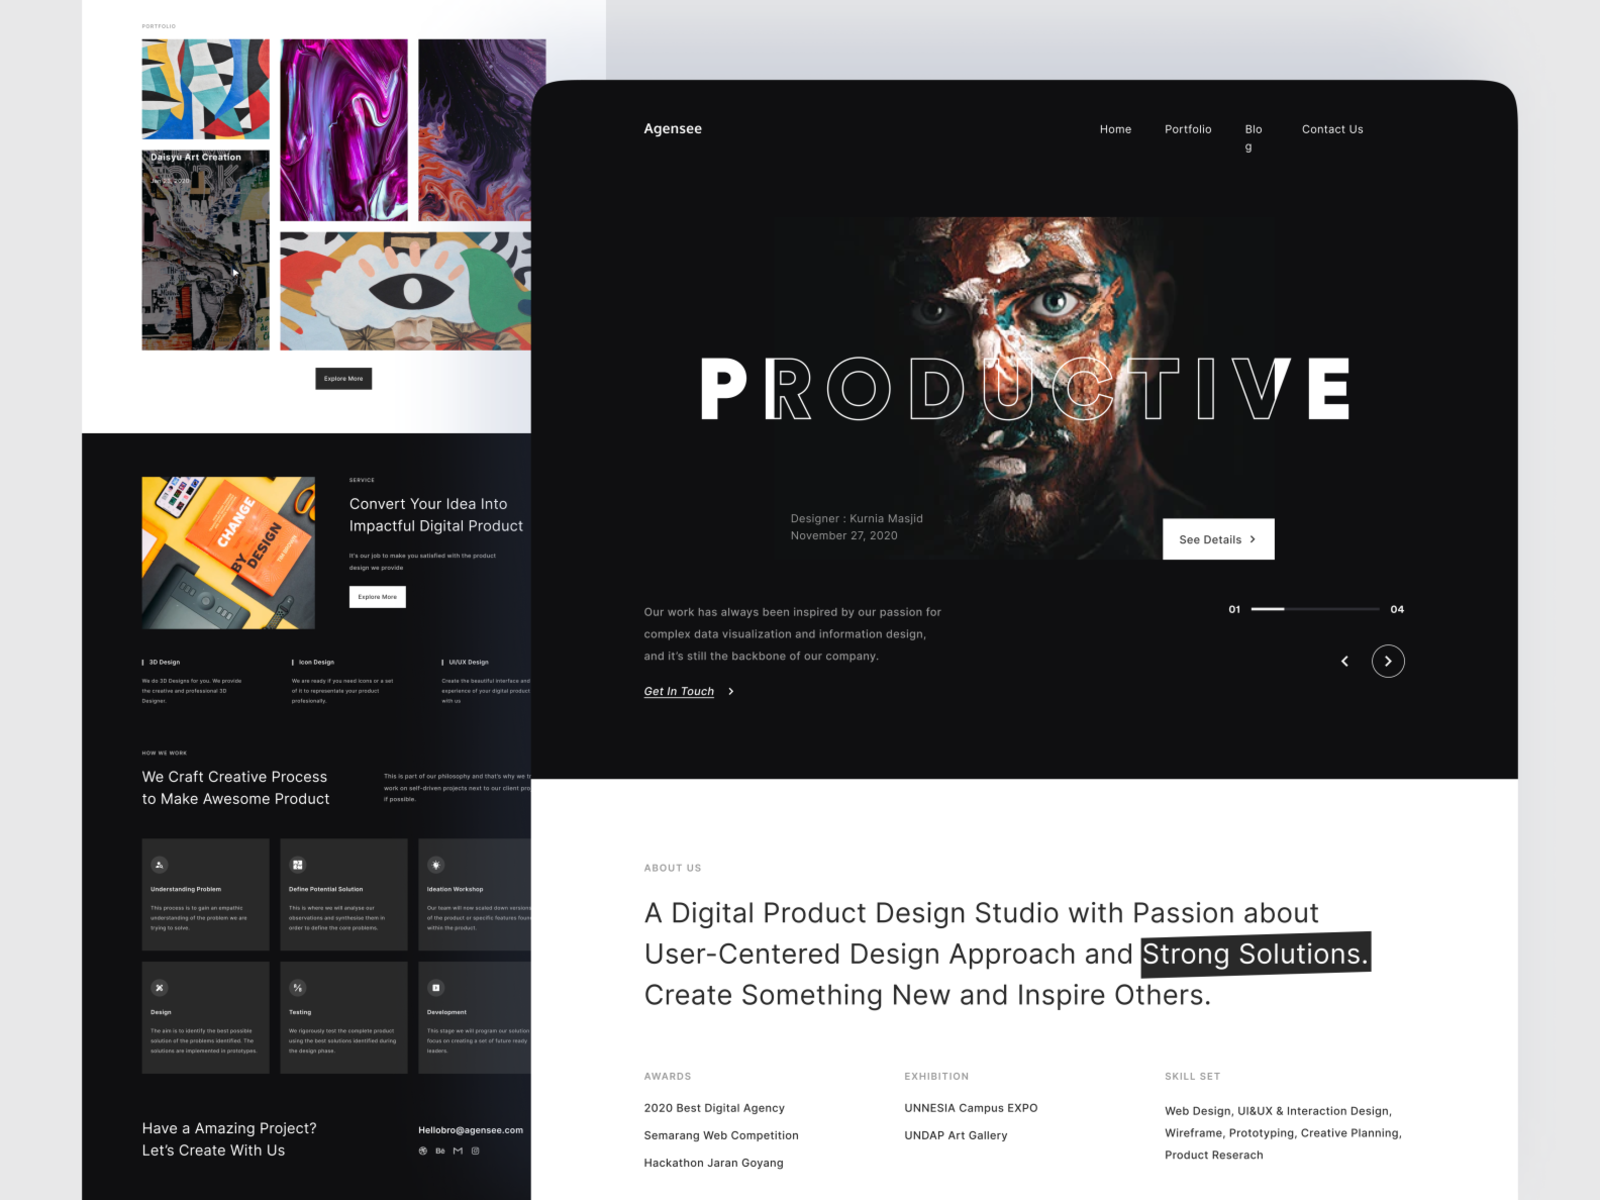 PORTFOLIO
Daisyu Art Creation
Explore More
CHANGE
BY
DESIGN
SERVICE
Convert Your Idea Into
Impactful Digital Product
It's our job to make you satisfied with the product
design we provide
Explore More
3D Design
We do 3D Designs for you. We provide
the creative and professional 3D
Designer.
Icon Design
We are ready if you need icons or a set
of it to representate your product
profesionally.
UI/UX Design
Create the beautiful interface and
experience of your digital product
with us
HOW WE WORK
We Craft Creative Process
to Make Awesome Product
This is part of our philosophy and that's why we
work on self-driven projects next to our client
if possible.
Understanding Problem
This process is to gain an empathic
understanding of the problem we are
trying to solve.
Define Potential Solution
This is where we will analyse our
observations and synthesise them in
order to define the core problems.
Ideation Workshop
Our team will now scaled down versions
of the product or specific features
within the product.
Design
The aim is to identify the best possible
solution of the problems identified. The
solutions are implemented in prototypes.
Testing
We rigorously test the complete product
using the best solutions identified during
the design phase.
Development
This stage we will program our solution
focus on creating a set of future ready
leaders.
Have a Amazing Project?
Let's Create With Us
Hellobro@agensee.com
Agensee
Home
Portfolio
Blo
g
Contact Us
PRODUCTIVE
Designer : Kurnia Masjid
November 27, 2020
See Details
Our work has always been inspired by our passion for
complex data visualization and information design,
and it's still the backbone of our company.
Get In Touch
01
04
ABOUT US
A Digital Product Design Studio with Passion about
User-Centered Design Approach and Strong Solutions.
Create Something New and Inspire Others.
AWARDS
2020 Best Digital Agency
Semarang Web Competition
Hackathon Jaran Goyang
EXHIBITION
UNNESIA Campus EXPO
UNDAP Art Gallery
SKILL SET
Web Design, UI&UX & Interaction Design,
Wireframe, Prototyping, Creative Planning,
Product Reserach